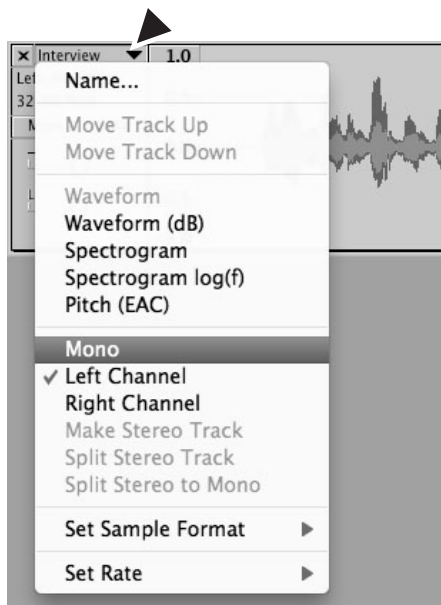 Interview 1.0
Lef
Name...
32
M
Move Track Up
Move Track Down
Waveform
L
Waveform (dB)
Spectrogram
Spectrogram log(f)
Pitch (EAC)
Mono
✓ Left Channel
Right Channel
Make Stereo Track
Split Stereo Track
Split Stereo to Mono
Set Sample Format
Set Rate